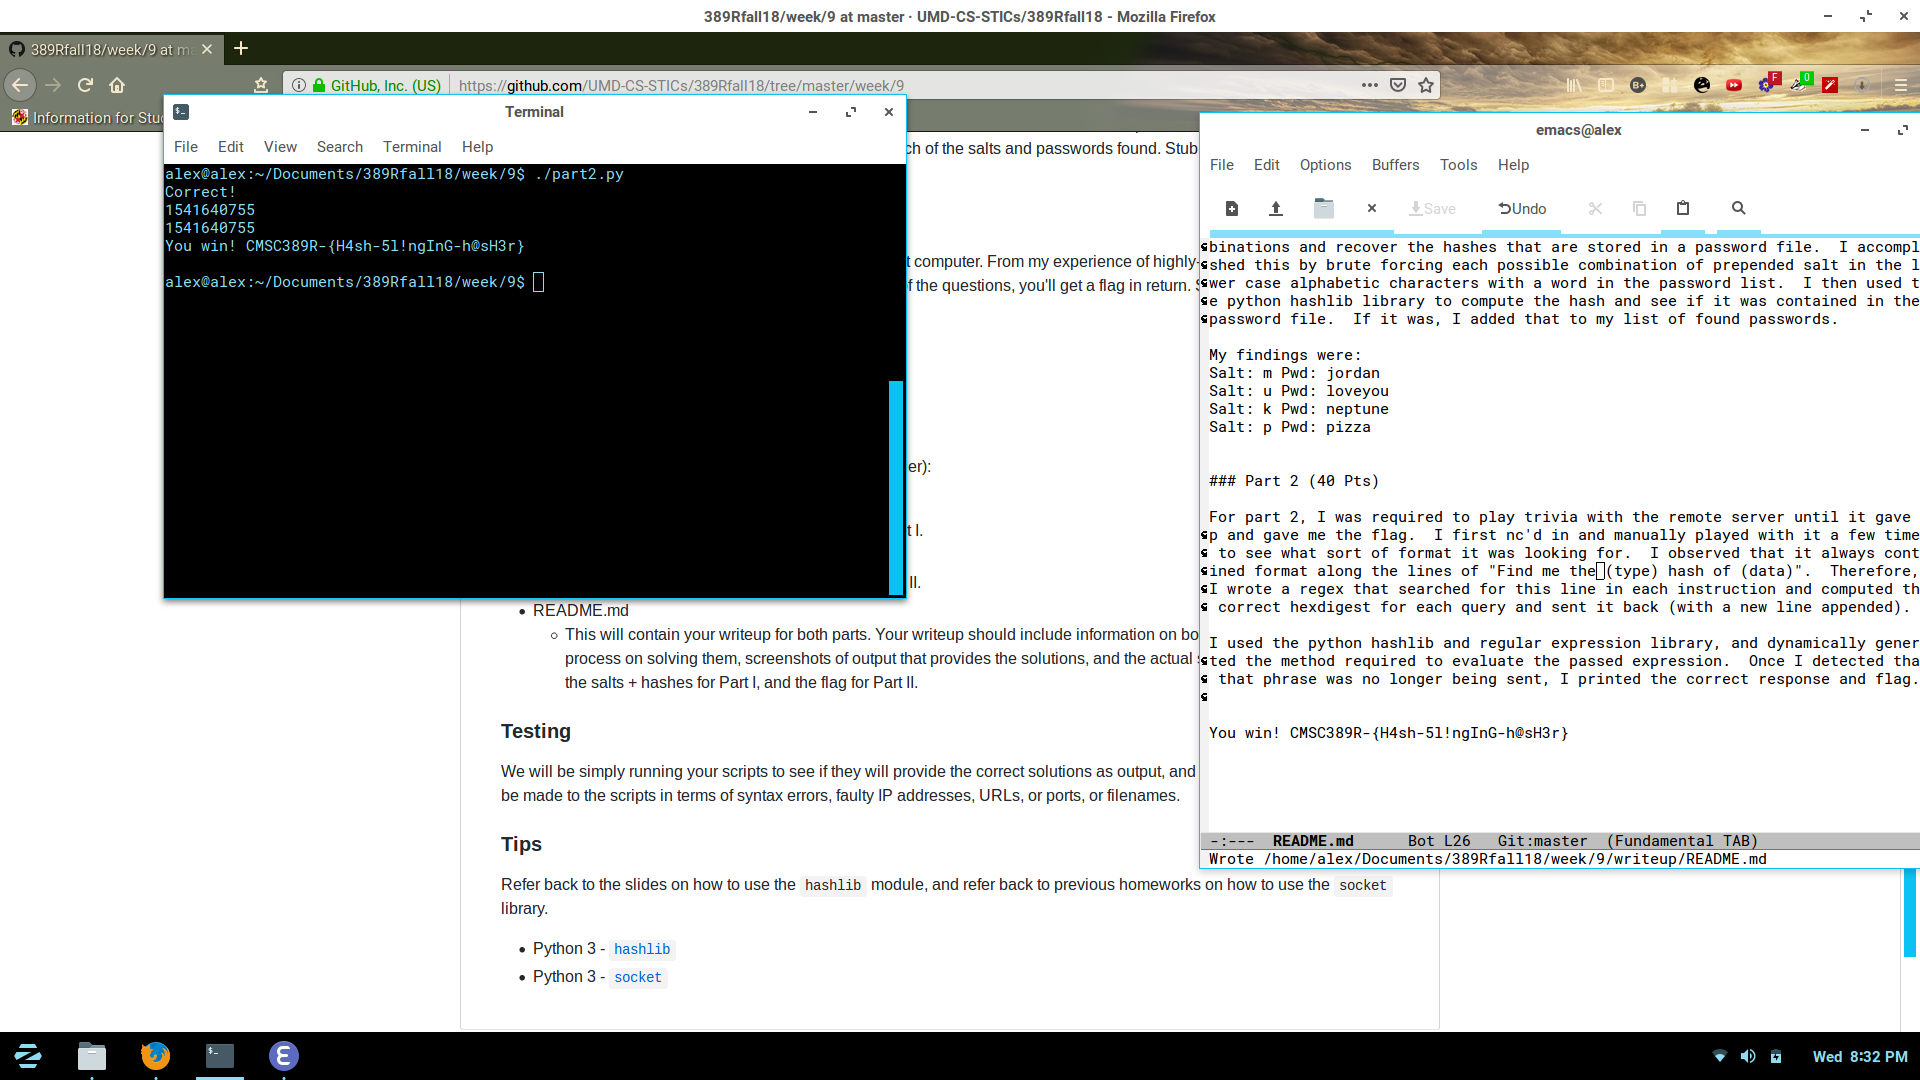 389Rfall18/week/9 at master · UMD-CS-STICs/389Rfall18 - Mozilla Firefox
389Rfall18/week/9 at ma
GitHub, Inc. (US)
https://github.com/UMD-CS-STICs/389Rfall18/tree/master/week/9
Information for Stu
Terminal
File Edit View Search Terminal Help
alex@alex:~/Documents/389Rfall18/week/9$ ./part2.py
Correct!
1541640755
1541640755
You win! CMSC389R-{H4sh-5l!ngInG-h@sH3r}
alex@alex:~/Documents/389Rfall18/week/9$
ch of the salts and passwords found. Stub
t computer. From my experience of highly-
f the questions, you'll get a flag in return. S
er):
t I.
II.
README.md
This will contain your writeup for both parts. Your writeup should include information on bo
process on solving them, screenshots of output that provides the solutions, and the actual s
the salts + hashes for Part I, and the flag for Part II.
Testing
We will be simply running your scripts to see if they will provide the correct solutions as output, and
be made to the scripts in terms of syntax errors, faulty IP addresses, URLs, or ports, or filenames.
Tips
Refer back to the slides on how to use the hashlib module, and refer back to previous homeworks on how to use the socket
library.
Python 3 - hashlib
Python 3 - socket
emacs@alex
File Edit Options Buffers Tools Help
Save Undo
binations and recover the hashes that are stored in a password file.  I accompl
shed this by brute forcing each possible combination of prepended salt in the l
wer case alphabetic characters with a word in the password list.  I then used t
e python hashlib library to compute the hash and see if it was contained in the
password file.  If it was, I added that to my list of found passwords.
My findings were:
Salt: m Pwd: jordan
Salt: u Pwd: loveyou
Salt: k Pwd: neptune
Salt: p Pwd: pizza
### Part 2 (40 Pts)
For part 2, I was required to play trivia with the remote server until it gave
p and gave me the flag.  I first nc'd in and manually played with it a few time
to see what sort of format it was looking for.  I observed that it always cont
ined format along the lines of "Find me the (type) hash of (data)".  Therefore,
I wrote a regex that searched for this line in each instruction and computed th
correct hexdigest for each query and sent it back (with a new line appended).
I used the python hashlib and regular expression library, and dynamically gener
ted the method required to evaluate the passed expression.  Once I detected tha
that phrase was no longer being sent, I printed the correct response and flag.
You win! CMSC389R-{H4sh-5l!ngInG-h@sH3r}
-:--- README.md Bot L26 Git:master (Fundamental TAB)
Wrote /home/alex/Documents/389Rfall18/week/9/writeup/README.md
Wed 8:32 PM